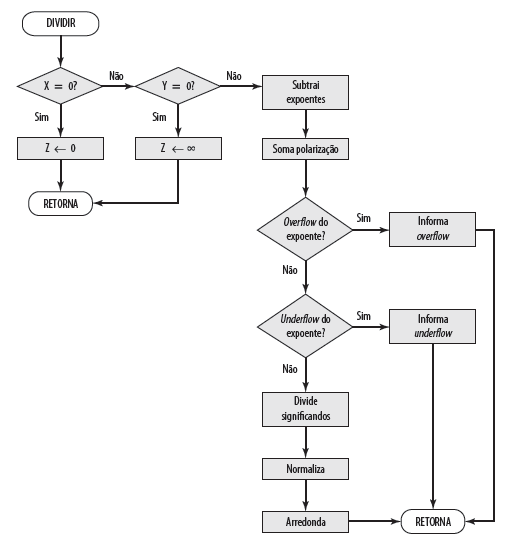 DIVIDIR
X = 0?
Não
Y = 0?
Não
Subtrai
expoentes
Sim
Sim
Z ← 0
Z ← ∞
Soma polarização
RETORNA
Overflow do
expoente?
Sim
Informa
overflow
Não
Underflow do
expoente?
Sim
Informa
underflow
Não
Divide
significandos
Normaliza
Arredonda
RETORNA